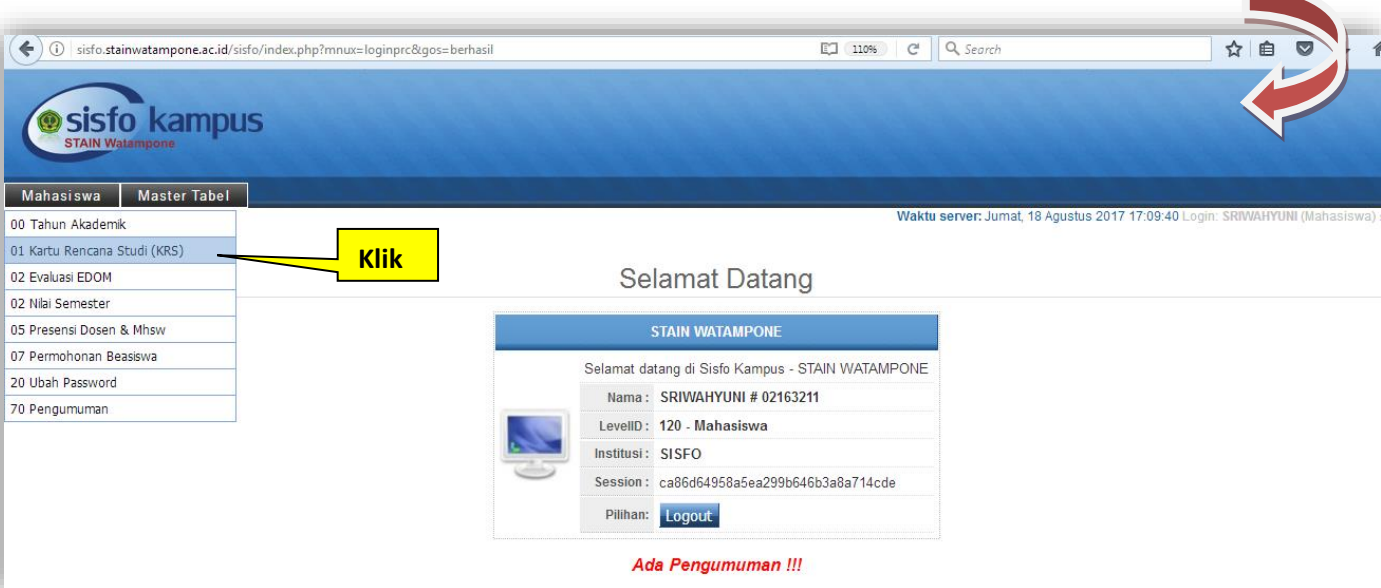 sisfo.stainwatampone.ac.id/sisfo/index.php?mnux=loginprc&gos=berhasil
110%
Search
sisfo kampus
STAIN Watampone
Mahasiswa Master Tabel
Waktu server: Jumat, 18 Agustus 2017 17:09:40 Login: SRIWAHYUNI (Mahasiswa)
00 Tahun Akademik
01 Kartu Rencana Studi (KRS)
02 Evaluasi EDOM
02 Nilai Semester
05 Presensi Dosen & Mhsw
07 Permohonan Beasiswa
20 Ubah Password
70 Pengumuman
Klik
Selamat Datang
STAIN WATAMPONE
Selamat datang di Sisfo Kampus - STAIN WATAMPONE
Nama : SRIWAHYUNI # 02163211
LevelID : 120 - Mahasiswa
Institusi : SISFO
Session : ca86d64958a5ea299b646b3a8a714cde
Pilihan: Logout
Ada Pengumuman !!!